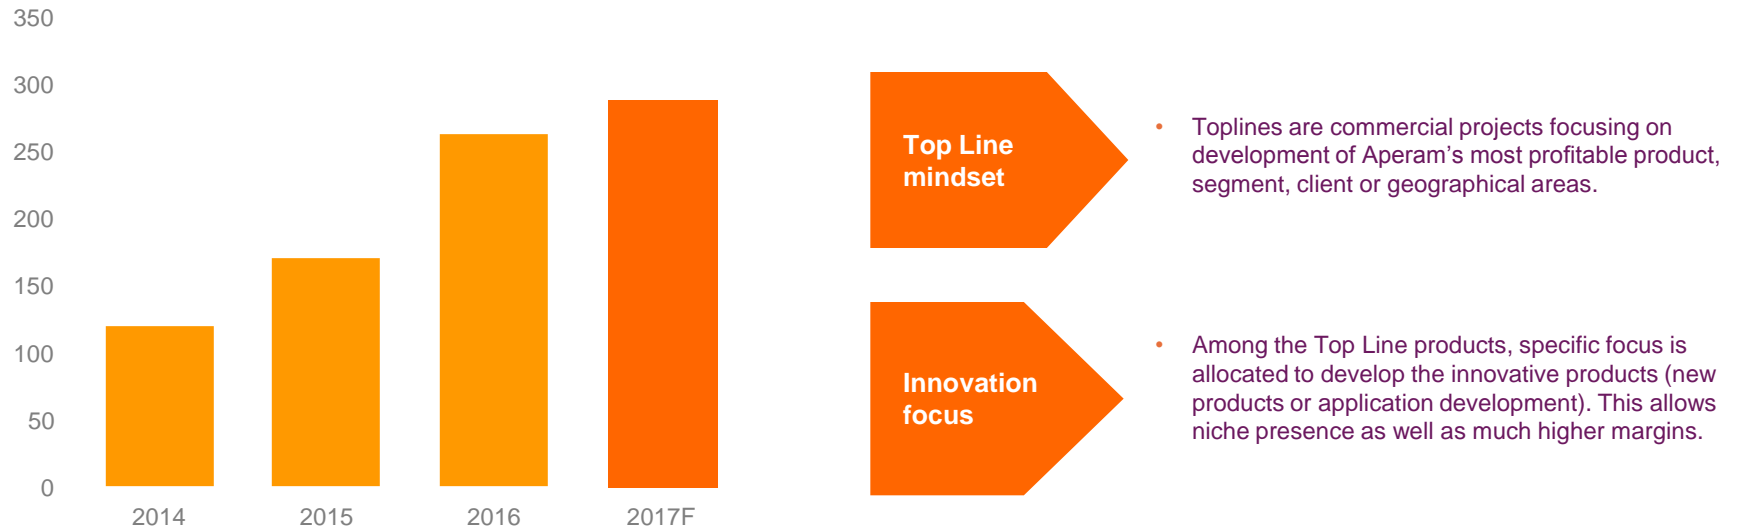 350
300
250
200
150
100
50
0
2014
2015
2016
2017F
Top Line
mindset
• Toplines are commercial projects focusing on
development of Aperam’s most profitable product,
segment, client or geographical areas.
Innovation
focus
• Among the Top Line products, specific focus is
allocated to develop the innovative products (new
products or application development). This allows
niche presence as well as much higher margins.